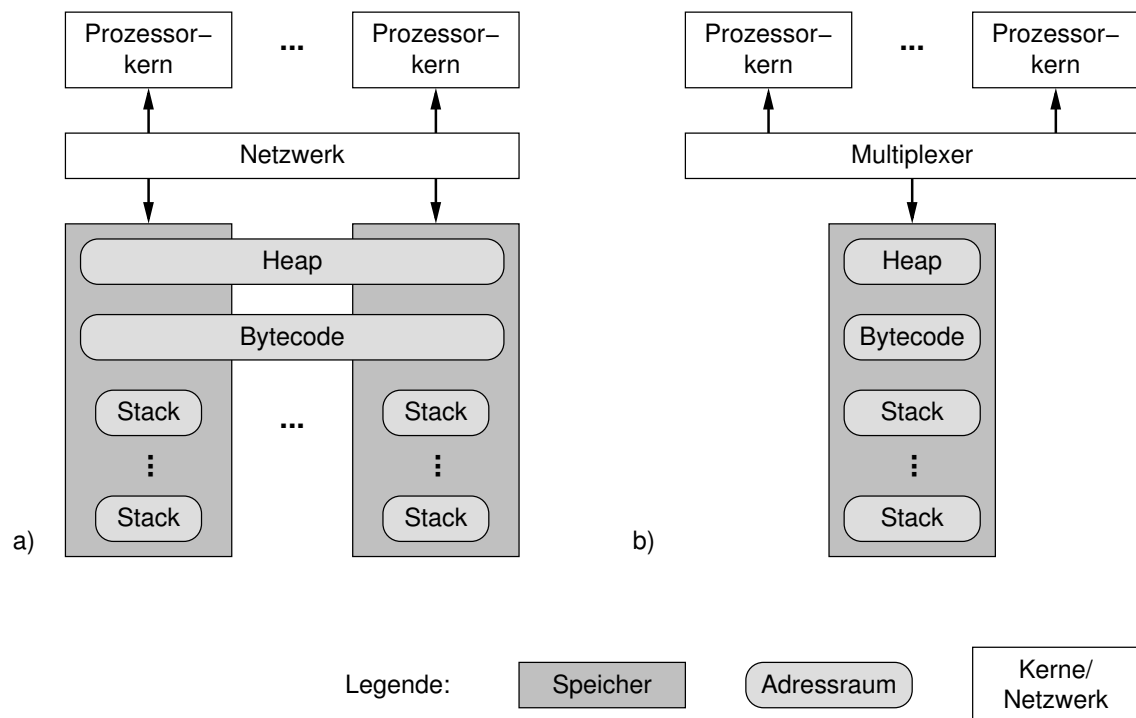 Prozessor−
kern
...
Prozessor−
kern
Netzwerk
Heap
Bytecode
Stack
...
Stack
...
...
Stack
Stack
a)
Prozessor−
kern
...
Prozessor−
kern
Multiplexer
Heap
Bytecode
Stack
...
Stack
b)
Legende:
Speicher
Adressraum
Kerne/
Netzwerk